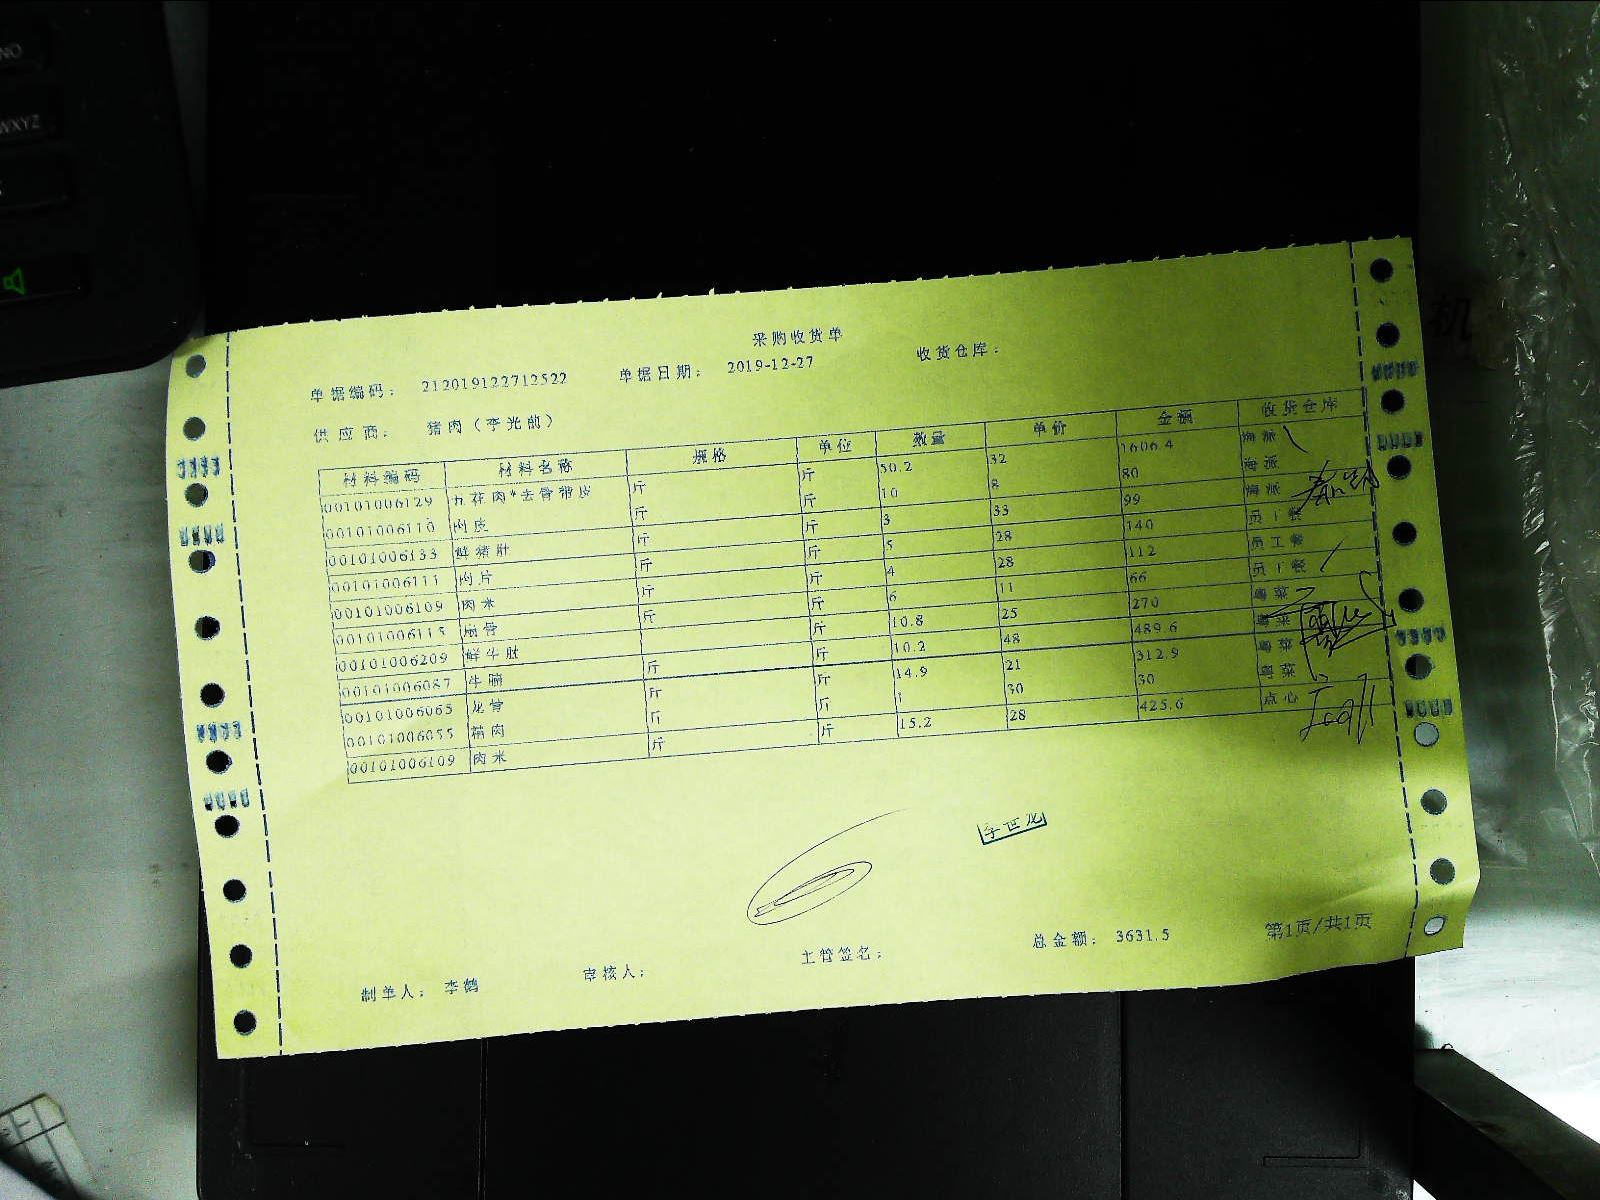 采购收货单
单据编码： 212019122712522 单据日期： 2019-12-27 收货仓库：
供应商： 猪肉（李光前）
材料编码 材料名称 规格 单位 数量 单价 金额 收货仓库
00101006129 五花肉*去骨带皮 斤 斤 50.2 32 1606.4 海派
00101006110 肉皮 斤 斤 10 8 80 海派
00101006133 鲜猪肚 斤 斤 3 33 99 海派
00101006111 肉片 斤 斤 5 28 140 员工餐
00101006109 肉米 斤 斤 4 28 112 员工餐
00101006115 扇骨 斤 斤 6 11 66 员工餐
00101006209 鲜牛肚 斤 10.8 25 270 粤菜
00101006087 牛腩 斤 斤 10.2 48 489.6 粤菜
00101006065 龙骨 斤 斤 14.9 21 312.9 粤菜
00101006055 精肉 斤 斤 1 30 30 粤菜
00101006109 肉米 斤 斤 15.2 28 425.6 点心
李世龙
制单人： 李鹤 审核人： 主管签名： 总金额： 3631.5 第1页/共1页